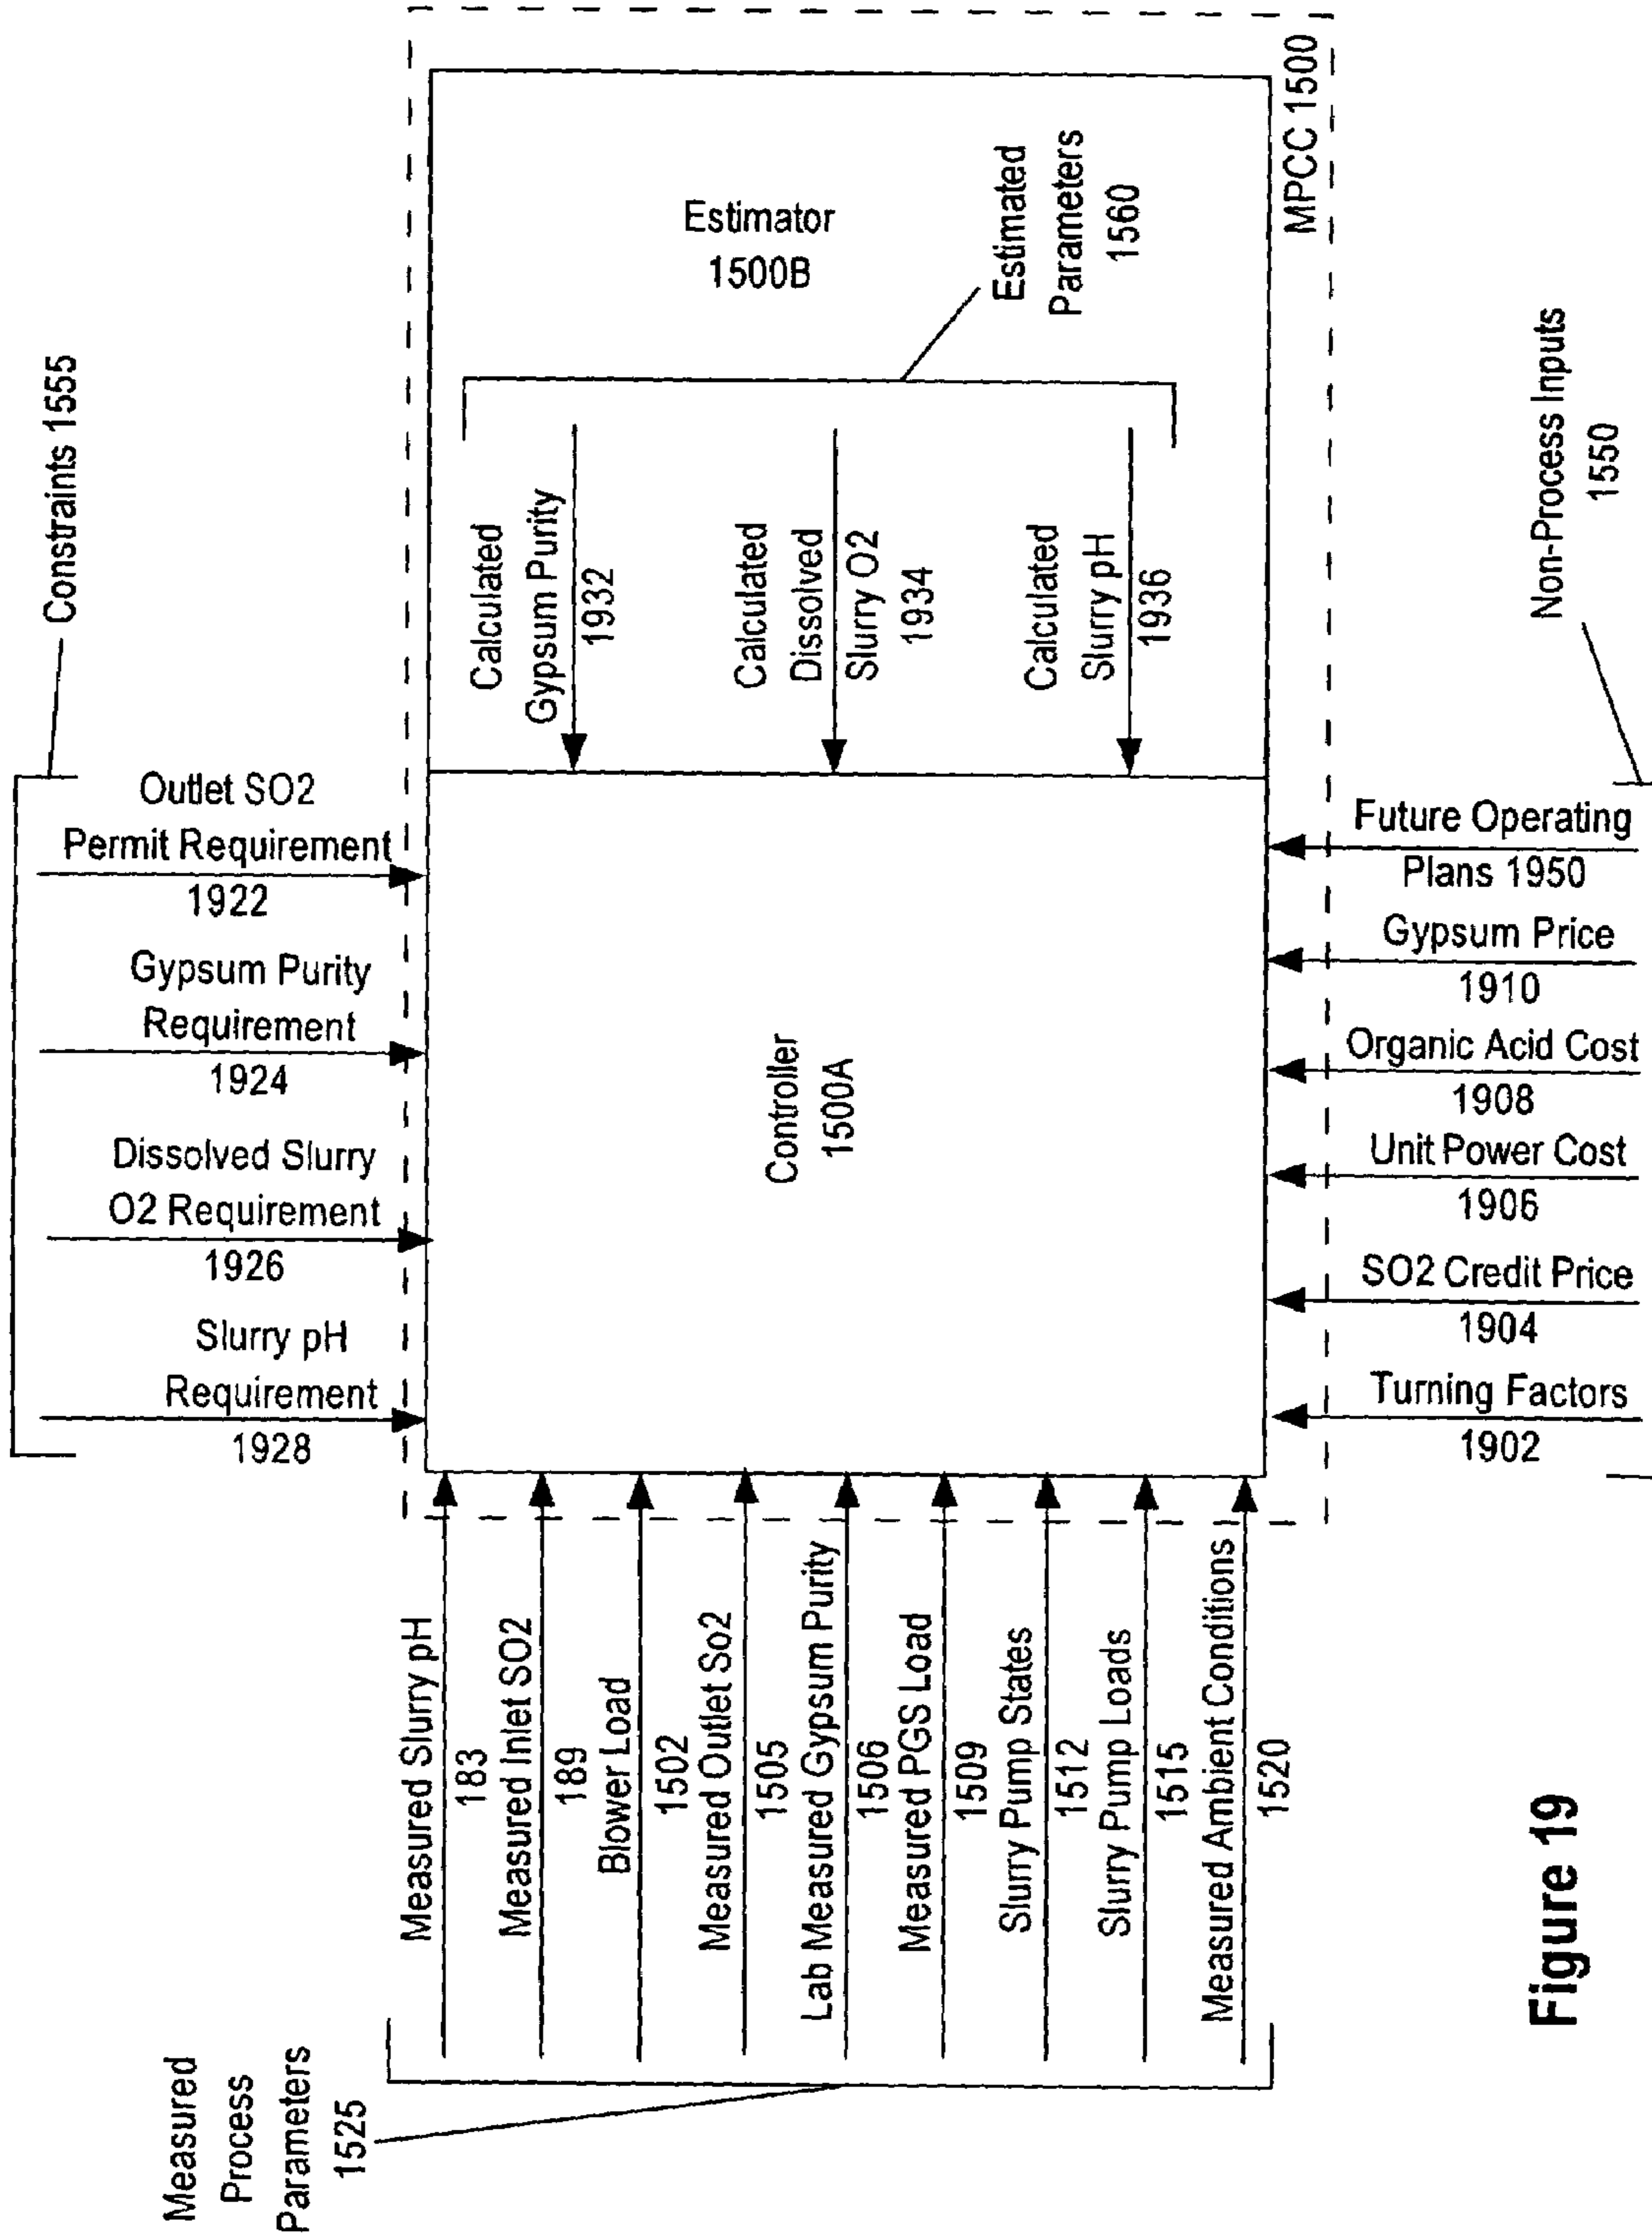 Constraints 1555
Outlet SO2
Permit Requirement
1922
Gypsum Purity
Requirement
1924
Dissolved Slurry
O2 Requirement
1926
Slurry pH
Requirement
1928
Measured
Process
Parameters
1525
Measured Slurry pH
183
Measured Inlet SO2
189
Blower Load
1502
Measured Outlet So2
1505
Lab Measured Gypsum Purity
1506
Measured PGS Load
1509
Slurry Pump States
1512
Slurry Pump Loads
1515
Measured Ambient Conditions
1520
Controller
1500A
Calculated
Gypsum Purity
1932
Calculated
Dissolved
Slurry O2
1934
Calculated
Slurry pH
1936
Estimator
1500B
Estimated
Parameters
1560
MPCC 1500
Future Operating
Plans 1950
Gypsum Price
1910
Organic Acid Cost
1908
Unit Power Cost
1906
SO2 Credit Price
1904
Turning Factors
1902
Non-Process Inputs
1550
Figure 19